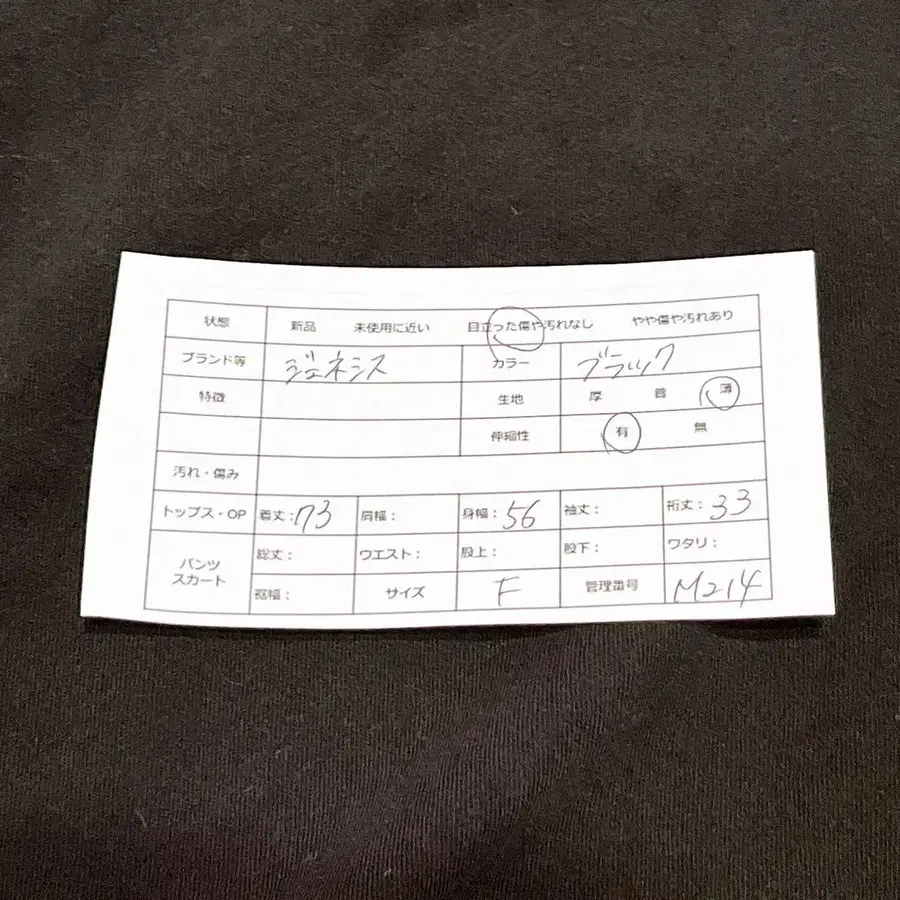 状態 新品 未使用に近い 目立った傷や汚れなし やや傷や汚れあり
ブランド等 ジェネシス カラー ブラック
特徴 生地 厚 普 薄
伸縮性 有 無
汚れ・傷み
トップス・OP 着丈：73 肩幅： 身幅：56 袖丈： 裄丈：33
パンツ スカート 総丈： ウエスト： 股上： 股下： ワタリ：
裾幅： サイズ F 管理番号 M214